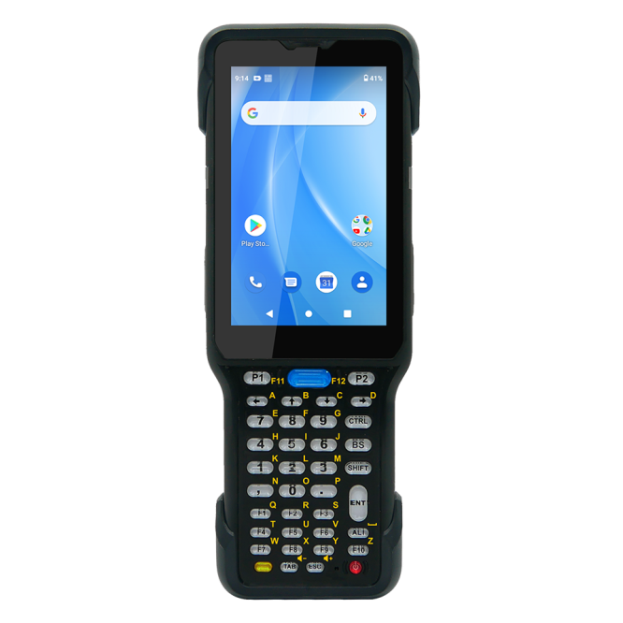 9:14 41%
G
Play Sto... Google
31
P1 F11 F12 P2
A B C D
E F G
7 8 9 CTRL
H I J
4 5 6 BS
K L M
1 2 3 SHIFT
N O P
, 0 . ENT
Q R S
F1 F2 F3
T U V
F4 F5 F6 ALT
W X Y Z
F7 F8 F9 F10
- +
TAB ESC